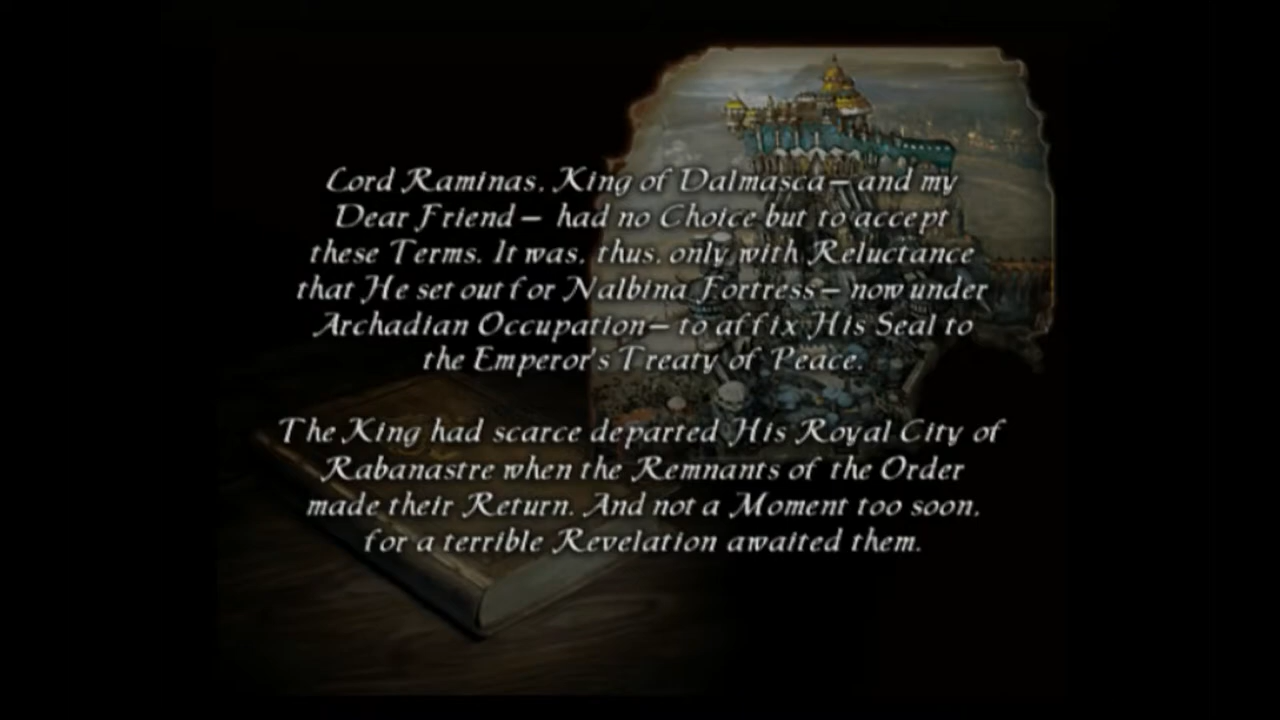 Lord Raminas, King of Dalmasca—and my
Dear Friend— had no Choice but to accept
these Terms. It was, thus, only with Reluctance
that He set out for Nalbina Fortress— now under
Archadian Occupation— to affix His Seal to
the Emperor's Treaty of Peace.
The King had scarce departed His Royal City of
Rabanastre when the Remnants of the Order
made their Return. And not a Moment too soon,
for a terrible Revelation awaited them.